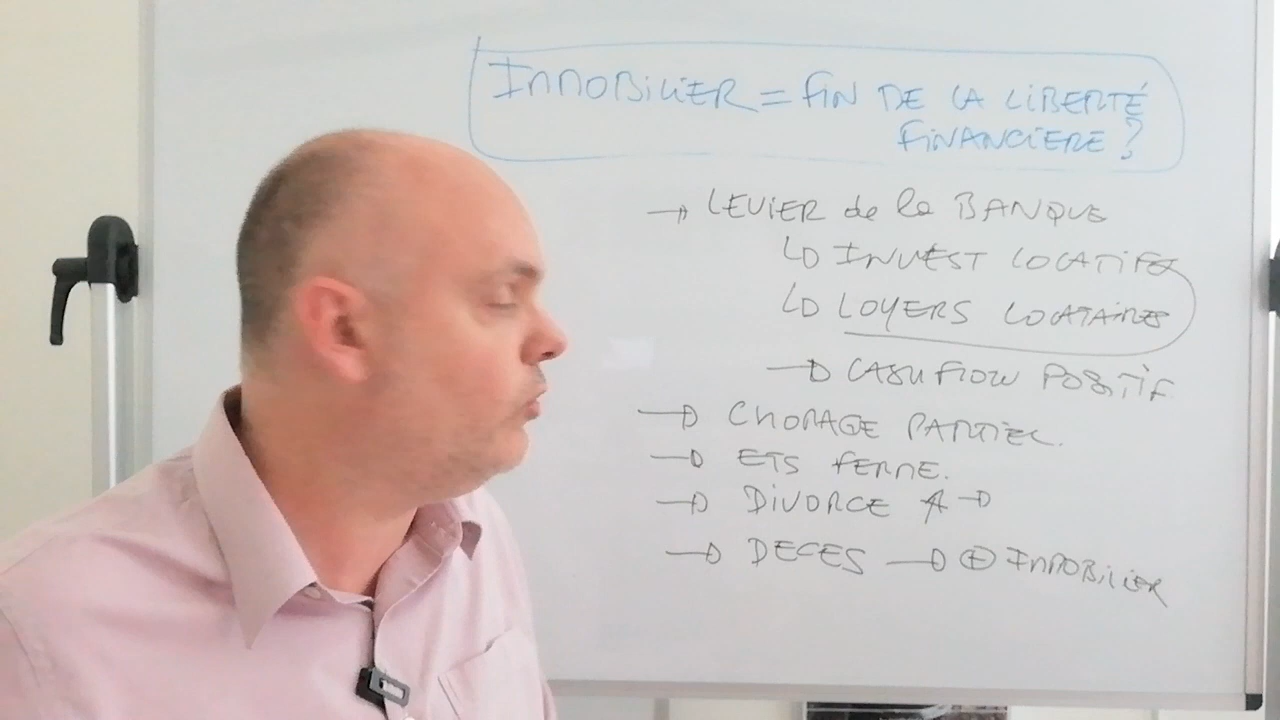 IMMOBILIER = FIN DE LA LIBERTÉ
FINANCIERE ?
→ LEVIER de la BANQUE
↳ INVEST LOCATIFS
↳ LOYERS LOCATAIRES
→ CASH FLOW POSITIF
→ CHOMAGE PARTIEL.
→ ETS FERME.
→ DIVORCE →
→ DECES → ⊕ IMMOBILIER